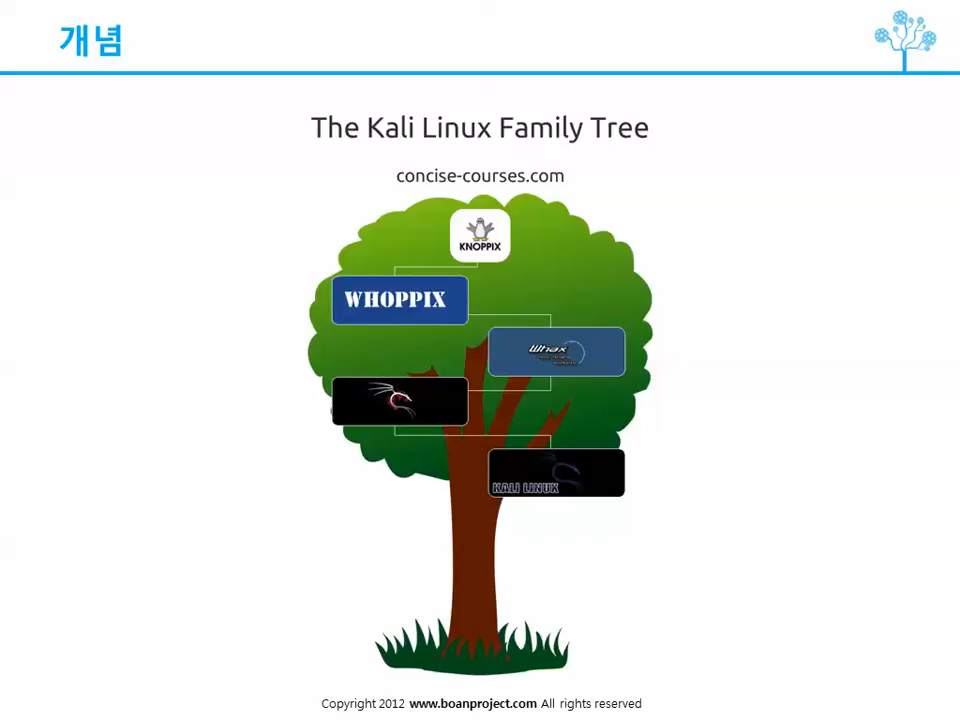 개념
The Kali Linux Family Tree
concise-courses.com
KNOPPIX
WHOPPIX
Whax
KALI LINUX
Copyright 2012 www.boanproject.com All rights reserved